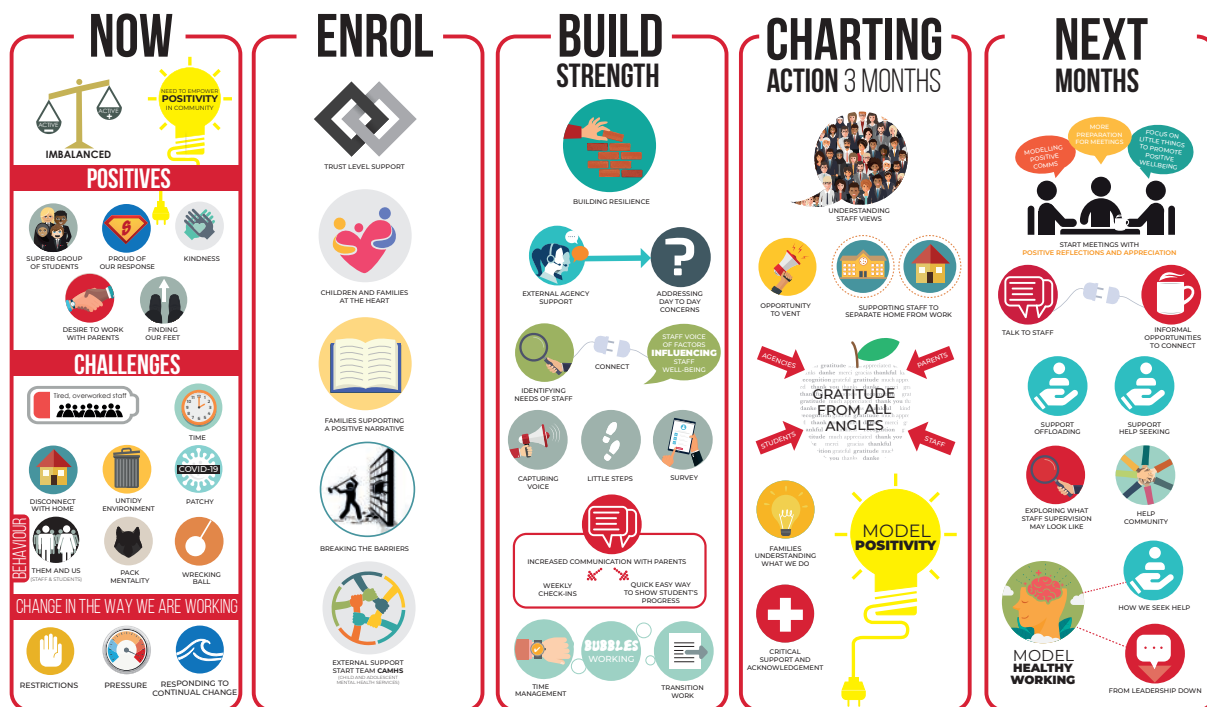 NOW
ACTIVE
ACTIVE
+
IMBALANCED
NEED TO EMPOWER
POSITIVITY
IN COMMUNITY
POSITIVES
S
SUPERB GROUP
OF STUDENTS
PROUD OF
OUR RESPONSE
KINDNESS
DESIRE TO WORK
WITH PARENTS
FINDING
OUR FEET
CHALLENGES
Tired, overworked staff
TIME
DISCONNECT
WITH HOME
UNTIDY
ENVIRONMENT
COVID-19
PATCHY
BEHAVIOUR
THEM AND US
(STAFF & STUDENTS)
PACK
MENTALITY
WRECKING
BALL
CHANGE IN THE WAY WE ARE WORKING
RESTRICTIONS
PRESSURE
RESPONDING TO
CONTINUAL CHANGE
ENROL
TRUST LEVEL SUPPORT
CHILDREN AND FAMILIES
AT THE HEART
FAMILIES SUPPORTING
A POSITIVE NARRATIVE
BREAKING THE BARRIERS
EXTERNAL SUPPORT
START TEAM CAMHS
(CHILD AND ADOLESCENT
MENTAL HEALTH SERVICES)
BUILD
STRENGTH
BUILDING RESILIENCE
EXTERNAL AGENCY
SUPPORT
?
ADDRESSING
DAY TO DAY
CONCERNS
IDENTIFYING
NEEDS OF STAFF
CONNECT
STAFF VOICE
OF FACTORS
INFLUENCING
STAFF
WELL-BEING
CAPTURING
VOICE
LITTLE STEPS
SURVEY
INCREASED COMMUNICATION WITH PARENTS
WEEKLY
CHECK-INS
QUICK EASY WAY
TO SHOW STUDENT'S
PROGRESS
TIME
MANAGEMENT
BUBBLES
WORKING
TRANSITION
WORK
CHARTING
ACTION 3 MONTHS
UNDERSTANDING
STAFF VIEWS
OPPORTUNITY
TO VENT
SUPPORTING STAFF TO
SEPARATE HOME FROM WORK
AGENCIES
PARENTS
GRATITUDE
FROM ALL
ANGLES
STUDENTS
STAFF
FAMILIES
UNDERSTANDING
WHAT WE DO
MODEL
POSITIVITY
CRITICAL
SUPPORT AND
ACKNOWLEDGEMENT
NEXT
MONTHS
MODELLING
POSITIVE
COMMS
MORE
PREPARATION
FOR MEETINGS
FOCUS ON
LITTLE THINGS
TO PROMOTE
POSITIVE
WELLBEING
START MEETINGS WITH
POSITIVE REFLECTIONS AND APPRECIATION
TALK TO STAFF
INFORMAL
OPPORTUNITIES
TO CONNECT
SUPPORT
OFFLOADING
SUPPORT
HELP SEEKING
EXPLORING WHAT
STAFF SUPERVISION
MAY LOOK LIKE
HELP
COMMUNITY
HOW WE SEEK HELP
MODEL
HEALTHY
WORKING
FROM LEADERSHIP DOWN